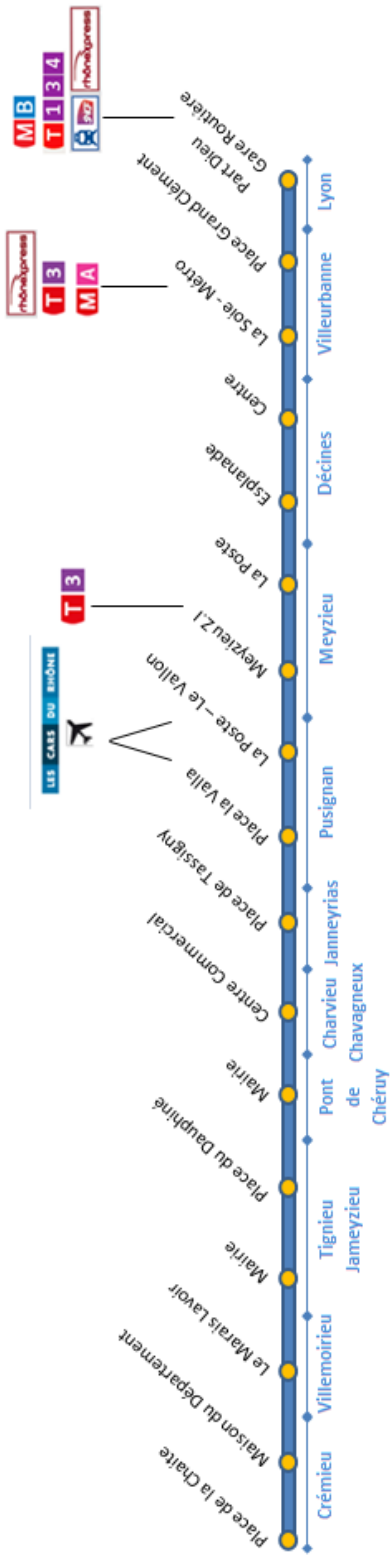 M B
T 1 3 4
SNCF
rhônexpress
rhônexpress
T 3
M A
T 3
LES CARS DU RHÔNE
Place de la Chaite
Maison du Département
Le Marais Lavoir
Mairie
Place du Dauphiné
Mairie
Centre Commercial
Place de Tassigny
Place la Valla
La Poste – Le Vallon
Meyzieu Z.I
La Poste
Esplanade
Centre
La Soie - Métro
Place Grand Clément
Part Dieu
Gare Routière
Crémieu
Villemoirieu
Tignieu
Jameyzieu
Pont
de
Chéruy
Charvieu
Chavagneux
Janneyrias
Pusignan
Meyzieu
Décines
Villeurbanne
Lyon